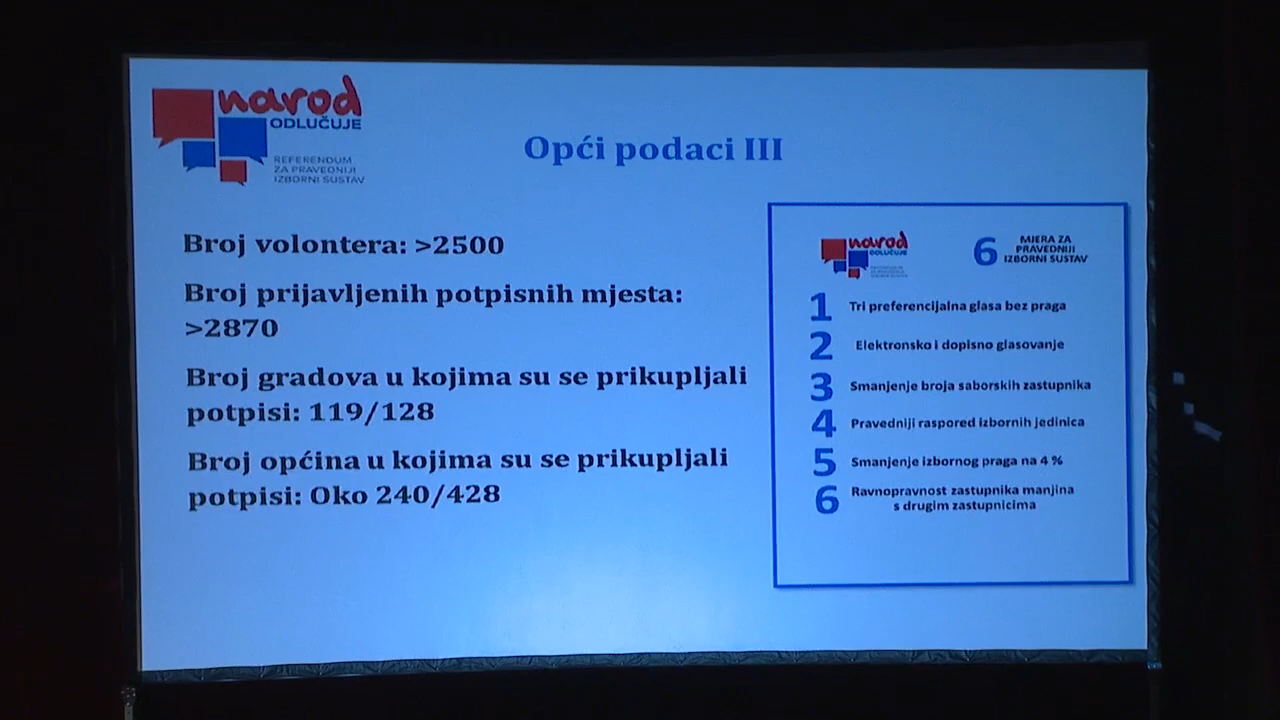 narod
ODLUČUJE
REFERENDUM
ZA PRAVEDNIJI
IZBORNI SUSTAV
Opći podaci III
Broj volontera: >2500
Broj prijavljenih potpisnih mjesta:
>2870
Broj gradova u kojima su se prikupljali
potpisi: 119/128
Broj općina u kojima su se prikupljali
potpisi: Oko 240/428
narod
ODLUČUJE
6 MJERA ZA
PRAVEDNIJI
IZBORNI SUSTAV
1 Tri preferencijalna glasa bez praga
2 Elektronsko i dopisno glasovanje
3 Smanjenje broja saborskih zastupnika
4 Pravedniji raspored izbornih jedinica
5 Smanjenje izbornog praga na 4 %
6 Ravnopravnost zastupnika manjina
s drugim zastupnicima